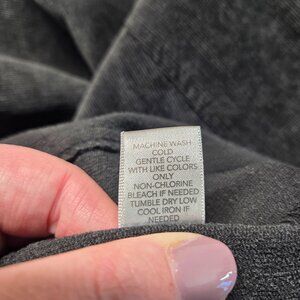 MACHINE WASH
COLD
GENTLE CYCLE
WITH LIKE COLORS
ONLY
NON-CHLORINE
BLEACH IF NEEDED
TUMBLE DRY LOW
COOL IRON IF
NEEDED